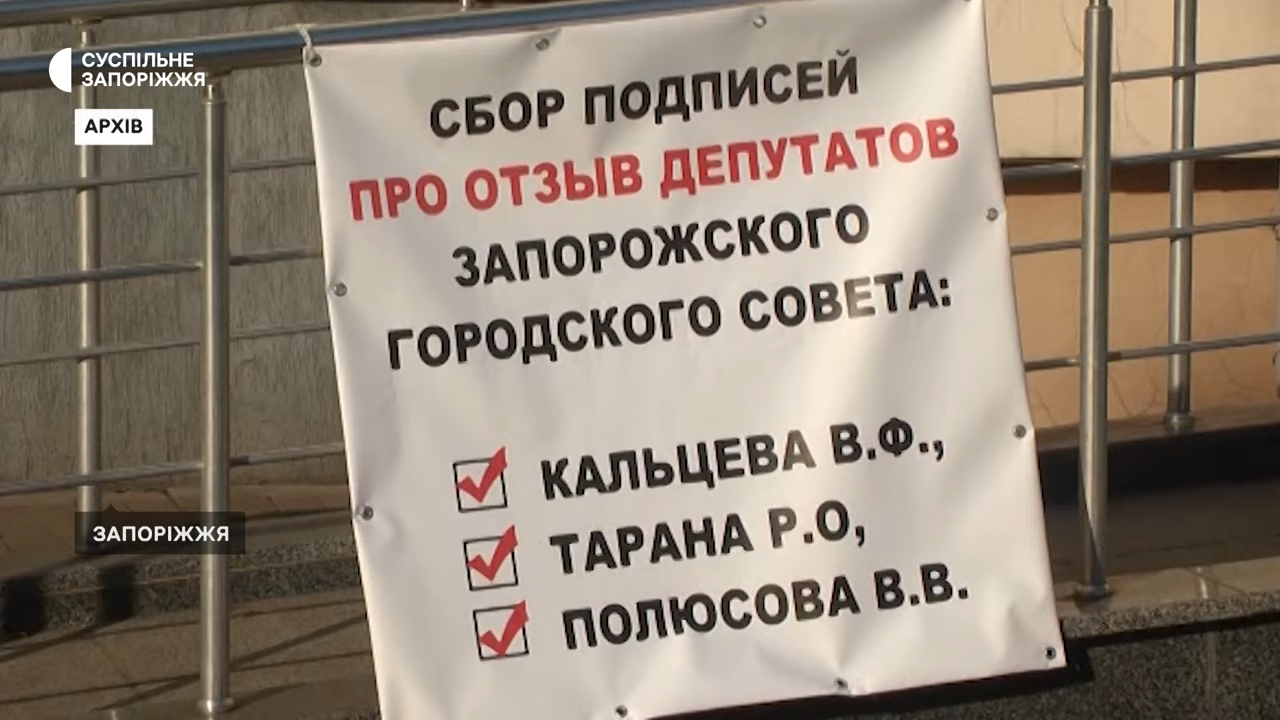 СУСПІЛЬНЕ
ЗАПОРІЖЖЯ
АРХІВ
СБОР ПОДПИСЕЙ
ПРО ОТЗЫВ ДЕПУТАТОВ
ЗАПОРОЖСКОГО
ГОРОДСКОГО СОВЕТА:
КАЛЬЦЕВА В.Ф.,
ТАРАНА Р.О,
ПОЛЮСОВА В.В.
ЗАПОРІЖЖЯ